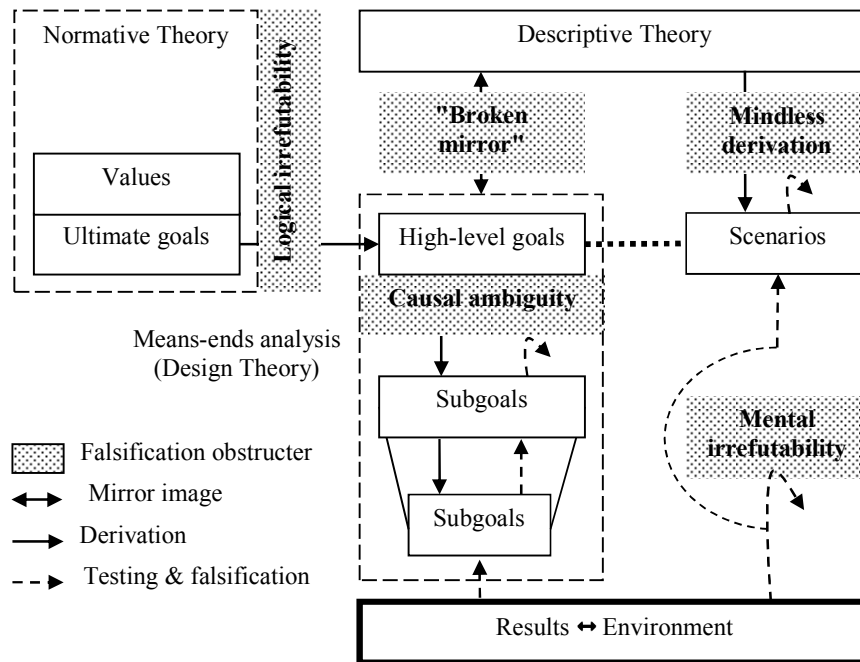 Normative Theory
Descriptive Theory
Logical irrefutability
"Broken
mirror"
Mindless
derivation
Values
Ultimate goals
High-level goals
Scenarios
Causal ambiguity
Means-ends analysis
(Design Theory)
Subgoals
Mental
irrefutability
Subgoals
Falsification obstructer
Mirror image
Derivation
Testing & falsification
Results ↔ Environment